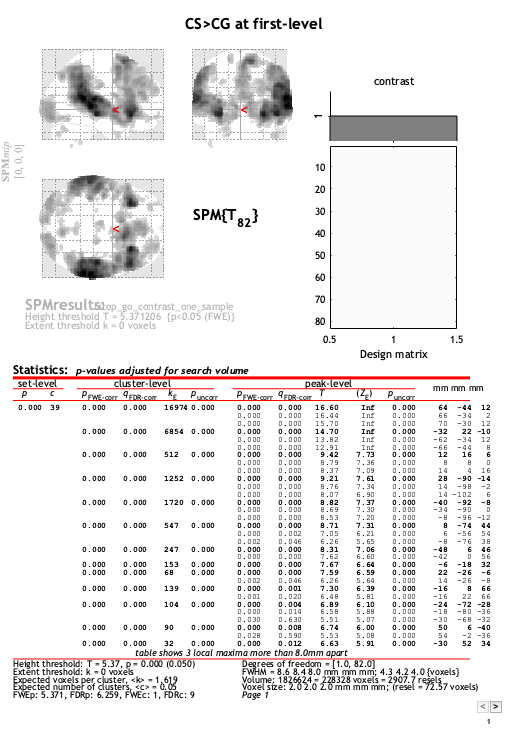 CS>CG at first-level
contrast
1
SPMmip
[0, 0, 0]
<
<
<
SPM{T82}
10
20
30
40
50
60
70
80
0.5 1 1.5
Design matrix
SPMresults: stop_go_contrast_one_sample
Height threshold T = 5.371206 {p<0.05 (FWE)}
Extent threshold k = 0 voxels
Statistics: p-values adjusted for search volume
set-level cluster-level peak-level mm mm mm
p c pFWE-corr qFDR-corr kE puncorr pFWE-corr qFDR-corr T (ZE) puncorr
0.000 39 0.000 0.000 16974 0.000 0.000 0.000 16.60 Inf 0.000 64 -44 12
0.000 0.000 16.44 Inf 0.000 66 -34 2
0.000 0.000 15.70 Inf 0.000 70 -30 12
0.000 0.000 6854 0.000 0.000 0.000 14.70 Inf 0.000 -32 22 -10
0.000 0.000 13.82 Inf 0.000 -62 -34 12
0.000 0.000 12.91 Inf 0.000 -66 -44 8
0.000 0.000 512 0.000 0.000 0.000 9.42 7.73 0.000 12 16 6
0.000 0.000 8.79 7.36 0.000 8 8 0
0.000 0.000 8.37 7.09 0.000 14 8 14
0.000 0.000 1252 0.000 0.000 0.000 9.21 7.61 0.000 28 -90 -14
0.000 0.000 8.76 7.34 0.000 14 -98 -2
0.000 0.000 8.07 6.90 0.000 14 -102 6
0.000 0.000 1720 0.000 0.000 0.000 8.82 7.37 0.000 -40 -92 -8
0.000 0.000 8.69 7.30 0.000 -34 -90 0
0.000 0.000 8.53 7.20 0.000 -8 -96 -12
0.000 0.000 547 0.000 0.000 0.000 8.71 7.31 0.000 8 -74 44
0.000 0.002 7.05 6.21 0.000 6 -56 54
0.002 0.046 6.26 5.65 0.000 -8 -76 38
0.000 0.000 247 0.000 0.000 0.000 8.31 7.06 0.000 -48 6 46
0.000 0.000 7.62 6.60 0.000 -42 0 56
0.000 0.000 153 0.000 0.000 0.000 7.67 6.64 0.000 -6 -18 32
0.000 0.000 68 0.000 0.000 0.000 7.59 6.59 0.000 22 -26 -6
0.002 0.046 6.26 5.64 0.000 14 -26 -8
0.000 0.000 139 0.000 0.000 0.001 7.30 6.39 0.000 -16 8 66
0.001 0.020 6.48 5.81 0.000 -16 22 66
0.000 0.000 104 0.000 0.000 0.004 6.89 6.10 0.000 -24 -72 -28
0.000 0.014 6.58 5.88 0.000 -18 -80 -36
0.030 0.630 5.51 5.07 0.000 -30 -68 -32
0.000 0.000 90 0.000 0.000 0.008 6.74 6.00 0.000 50 6 -40
0.028 0.590 5.53 5.08 0.000 54 -2 -36
0.000 0.000 32 0.000 0.000 0.012 6.63 5.91 0.000 -30 52 34
table shows 3 local maxima more than 8.0mm apart
Height threshold: T = 5.37, p = 0.000 (0.050)
Extent threshold: k = 0 voxels
Expected voxels per cluster, <k> = 1.619
Expected number of clusters, <c> = 0.05
FWEp: 5.371, FDRp: 6.259, FWEc: 1, FDRc: 9
Degrees of freedom = [1.0, 82.0]
FWHM = 8.6 8.4 8.0 mm mm mm; 4.3 4.2 4.0 {voxels}
Volume: 1826624 = 228328 voxels = 2907.7 resels
Voxel size: 2.0 2.0 2.0 mm mm mm; (resel = 72.57 voxels)
Page 1
< >
1